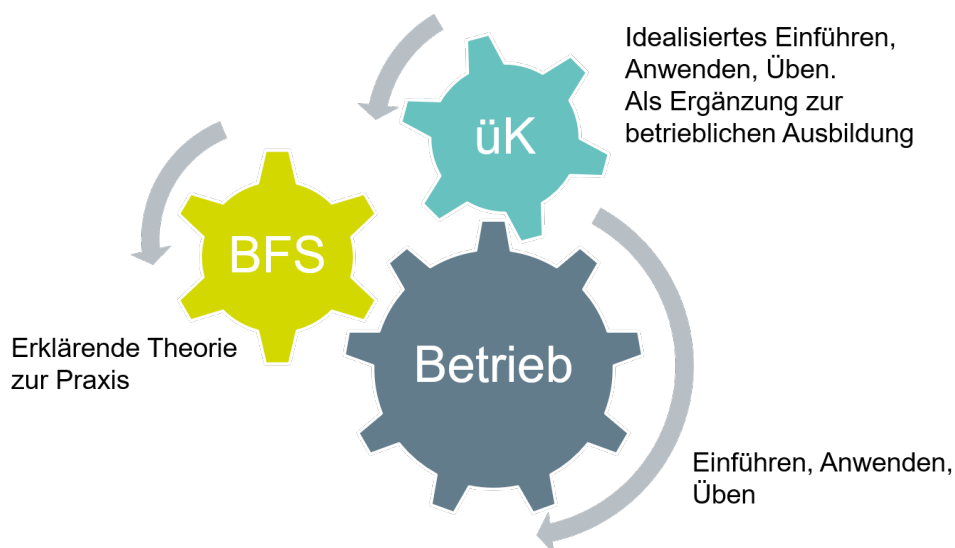 Idealisiertes Einführen,
Anwenden, Üben.
Als Ergänzung zur
betrieblichen Ausbildung
üK
BFS
Erklärende Theorie
zur Praxis
Betrieb
Einführen, Anwenden,
Üben